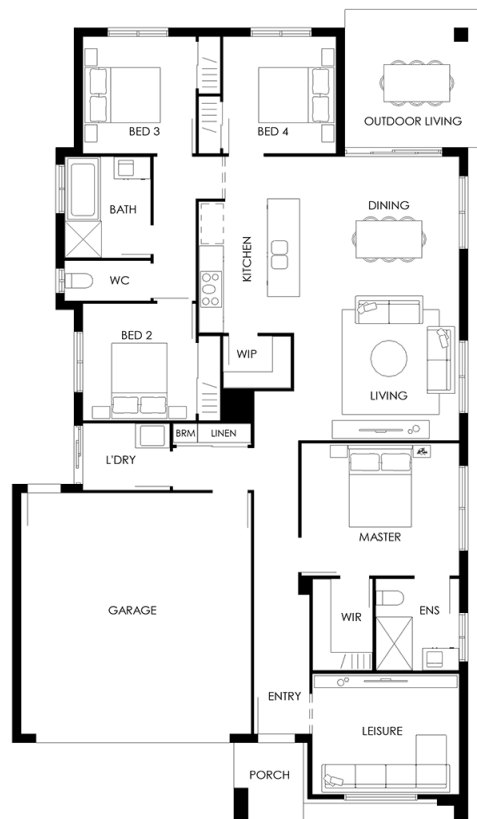 BED 3
BED 4
OUTDOOR LIVING
BATH
DINING
KITCHEN
WC
BED 2
WIP
LIVING
BRM
LINEN
L'DRY
MASTER
GARAGE
WIR
ENS
ENTRY
LEISURE
PORCH